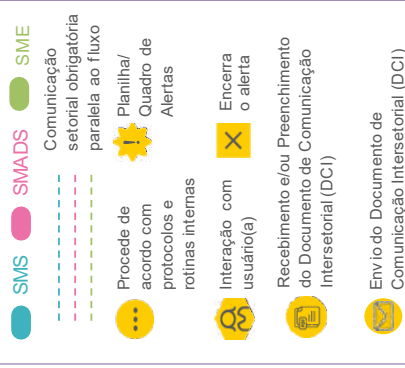 SMS
SMADS
SME
Comunicação
setorial obrigatória
paralela ao fluxo
Procede de
acordo com
protocolos e
rotinas internas
Planilha/
Quadro de
Alertas
Interação com
usuário(a)
Encerra
o alerta
Recebimento e/ou Preenchimento
do Documento de Comunicação
Intersetorial (DCI)
Envio do Documento de
Comunicação Intersetorial (DCI)